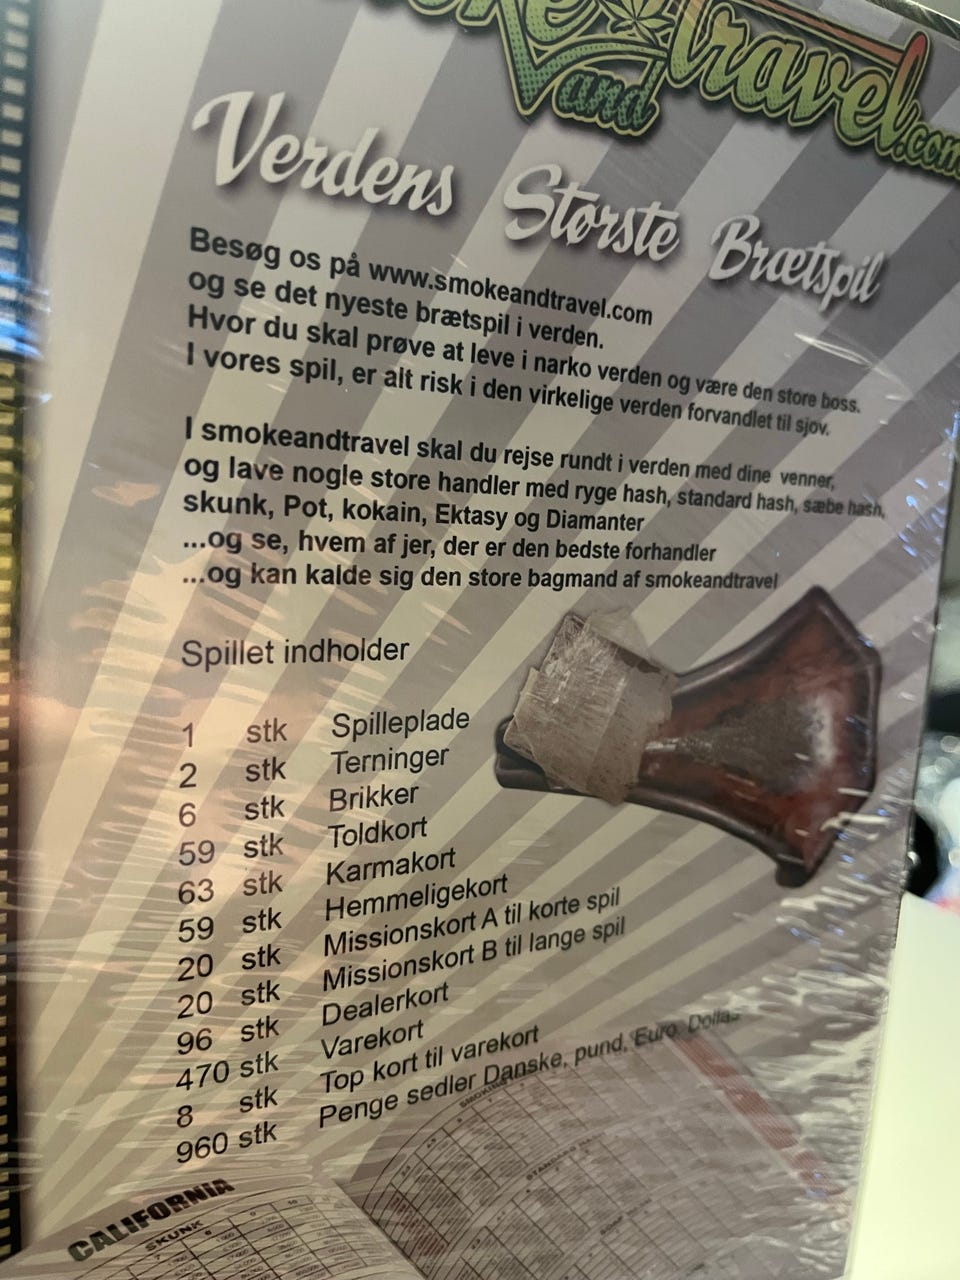 and travel.com
Verdens Største Brætspil
Besøg os på www.smokeandtravel.com
og se det nyeste brætspil i verden.
Hvor du skal prøve at leve i narko verden og være den store boss.
I vores spil, er alt risk i den virkelige verden forvandlet til sjov.
I smokeandtravel skal du rejse rundt i verden med dine venner,
og lave nogle store handler med ryge hash, standard hash, sæbe hash,
skunk, Pot, kokain, Ektasy og Diamanter
...og se, hvem af jer, der er den bedste forhandler
...og kan kalde sig den store bagmand af smokeandtravel
Spillet indholder
1 stk Spilleplade
2 stk Terninger
6 stk Brikker
59 stk Toldkort
63 stk Karmakort
59 stk Hemmeligekort
20 stk Missionskort A til korte spil
20 stk Missionskort B til lange spil
96 stk Dealerkort
470 stk Varekort
8 stk Top kort til varekort
960 stk Penge sedler Danske, pund, Euro, Dollas
CALIFORNIA
SKUNK